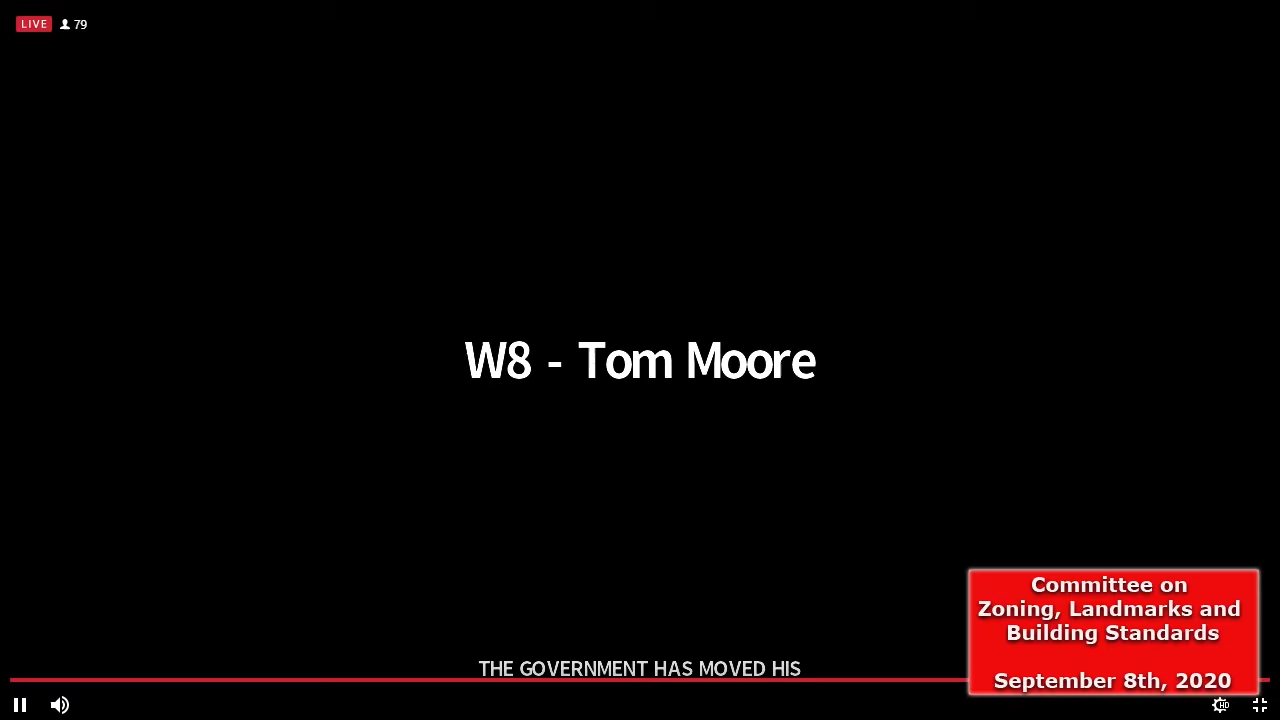 LIVE 79
W8 - Tom Moore
THE GOVERNMENT HAS MOVED HIS
Committee on
Zoning, Landmarks and
Building Standards
September 8th, 2020
HD